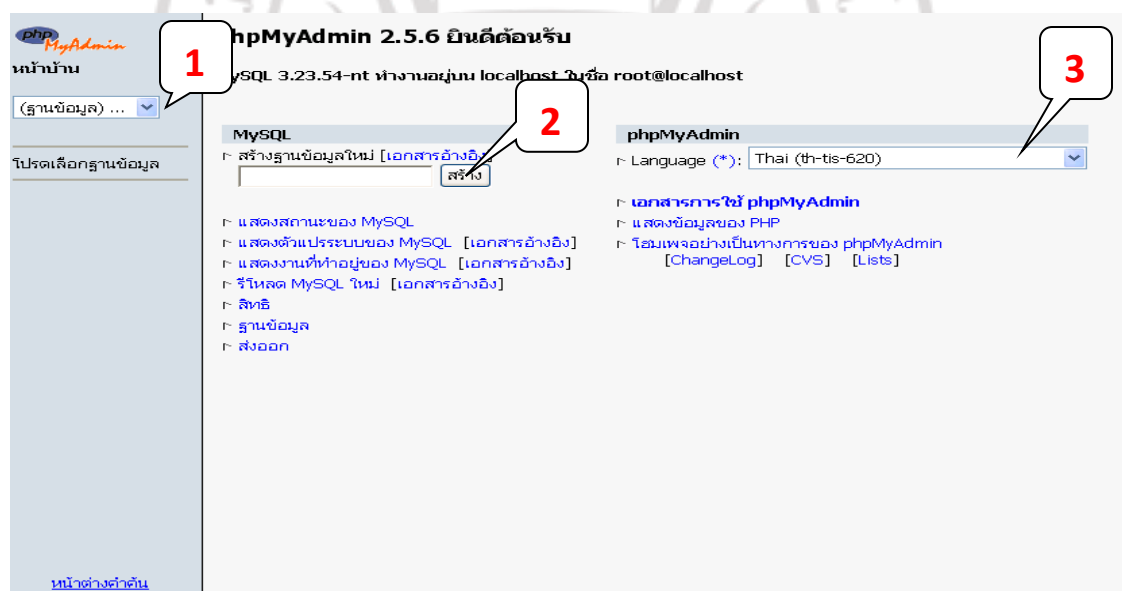 php
MyAdmin
หน้าบ้าน
(ฐานข้อมูล) ...
โปรดเลือกฐานข้อมูล
หน้าต่างคำค้น
1
hpMyAdmin 2.5.6 ยินดีต้อนรับ
ySQL 3.23.54-nt ทำงานอยู่บน localhost ในชื่อ root@localhost
2
MySQL
สร้างฐานข้อมูลใหม่ [เอกสารอ้างอิง]
สร้าง
แสดงสถานะของ MySQL
แสดงตัวแปรระบบของ MySQL [เอกสารอ้างอิง]
แสดงงานที่ทำอยู่ของ MySQL [เอกสารอ้างอิง]
รีโหลด MySQL ใหม่ [เอกสารอ้างอิง]
สิทธิ
ฐานข้อมูล
ส่งออก
3
phpMyAdmin
Language (*): Thai (th-tis-620)
เอกสารการใช้ phpMyAdmin
แสดงข้อมูลของ PHP
โฮมเพจอย่างเป็นทางการของ phpMyAdmin
[ChangeLog] [CVS] [Lists]